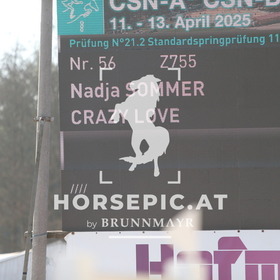 CSN-A CSN-B
11. - 13. April 2025
Prüfung N°21.2 Standardspringprüfung 11
Nr. 56 Z755
Nadja SOMMER
CRAZY LOVE
//// HORSEPIC.AT
by BRUNNMAYR